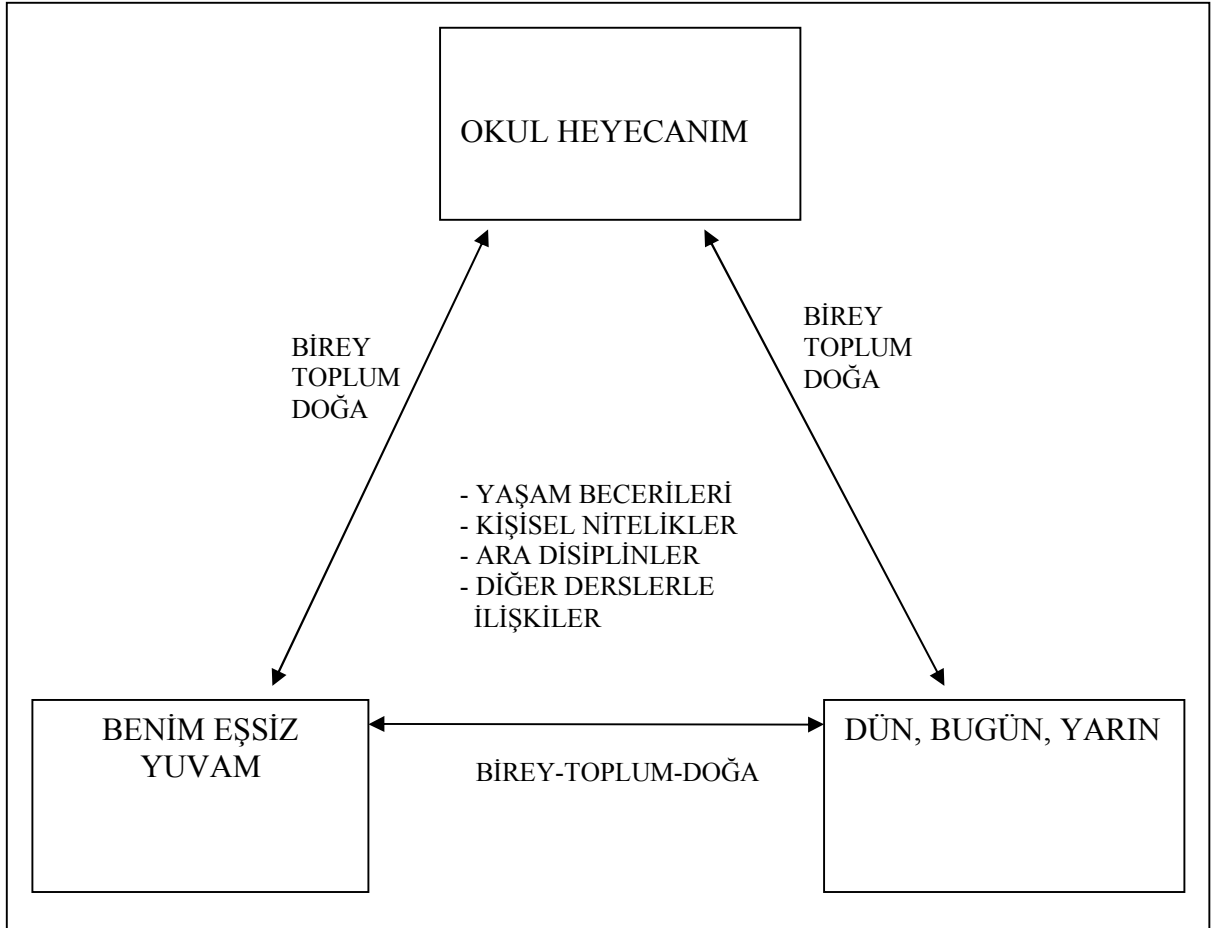 OKUL HEYECANIM
BİREY
TOPLUM
DOĞA
BİREY
TOPLUM
DOĞA
- YAŞAM BECERİLERİ
- KİŞİSEL NİTELİKLER
- ARA DİSİPLİNLER
- DİĞER DERSLERLE
İLİŞKİLER
BENİM EŞSİZ
YUVAM
BİREY-TOPLUM-DOĞA
DÜN, BUGÜN, YARIN